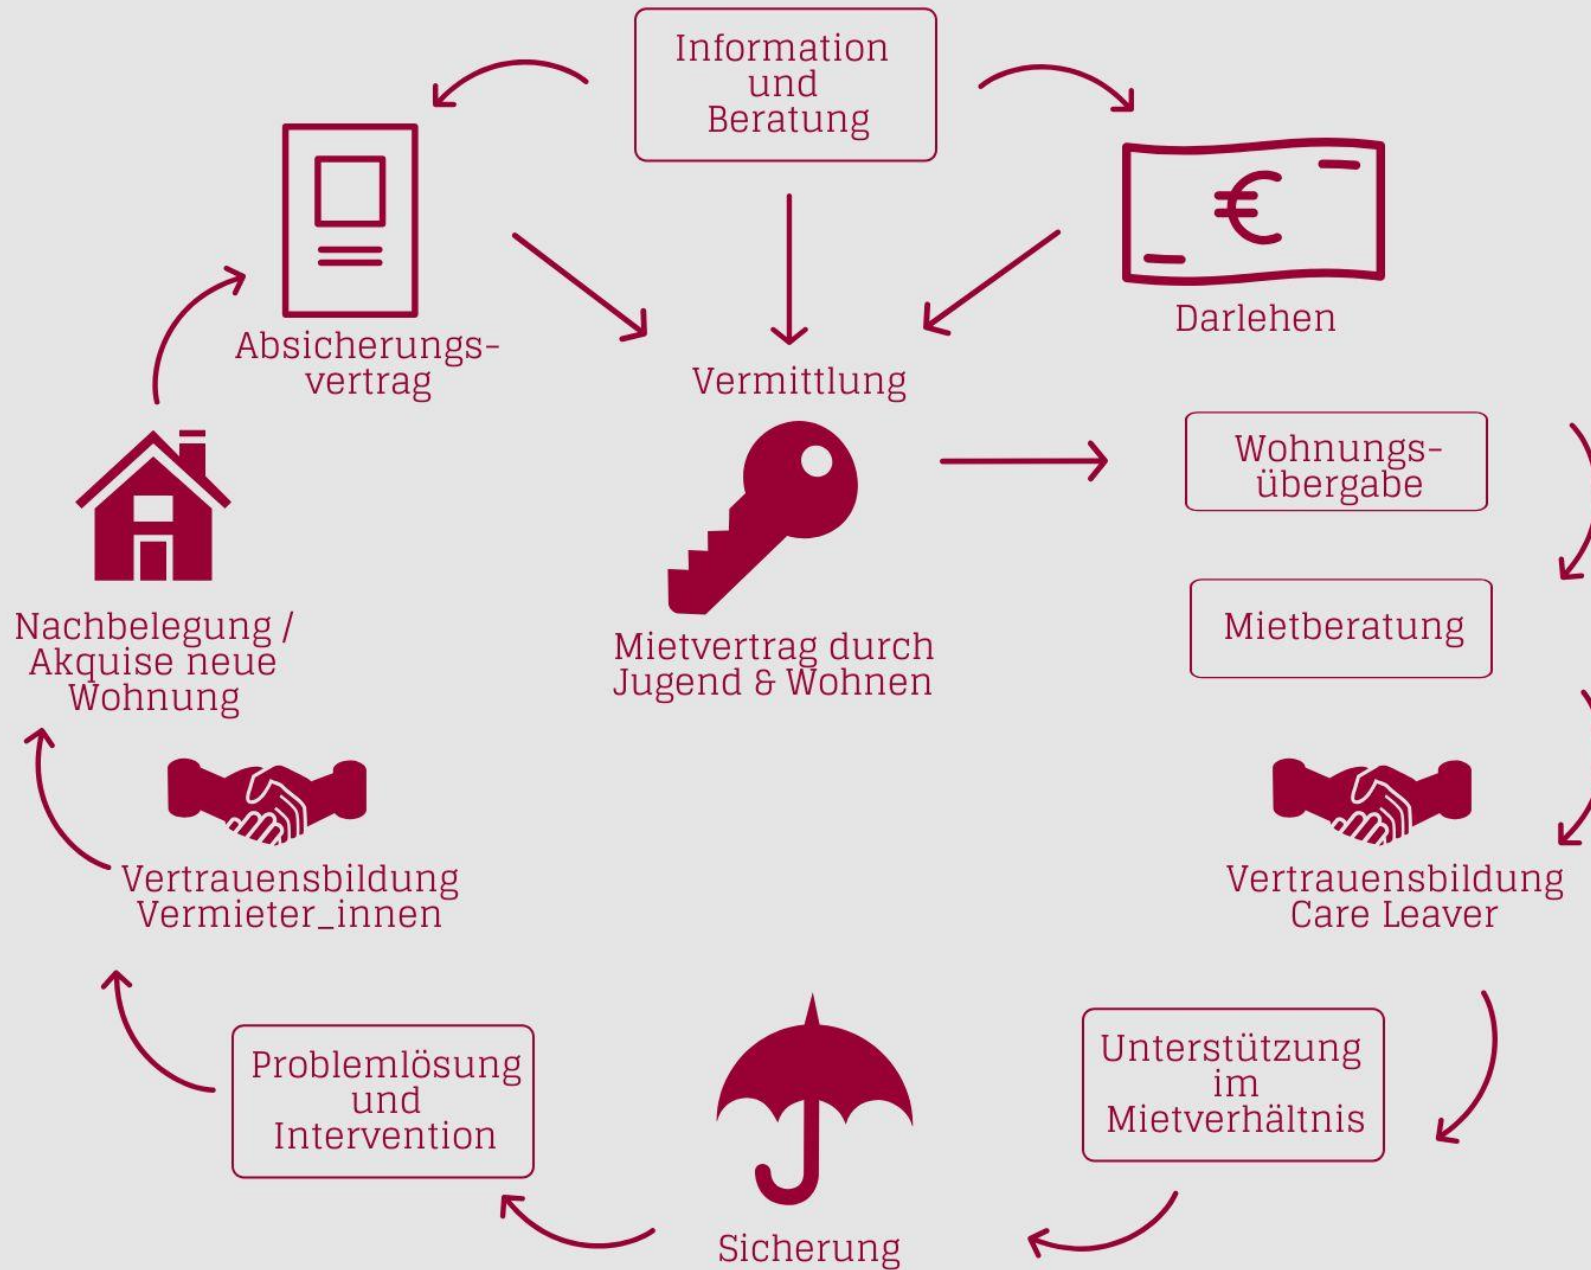 Information
und
Beratung
Absicherungs-
vertrag
Darlehen
Vermittlung
Mietvertrag durch
Jugend & Wohnen
Wohnungs-
übergabe
Mietberatung
Vertrauensbildung
Care Leaver
Unterstützung
im
Mietverhältnis
Sicherung
Problemlösung
und
Intervention
Vertrauensbildung
Vermieter_innen
Nachbelegung /
Akquise neue
Wohnung